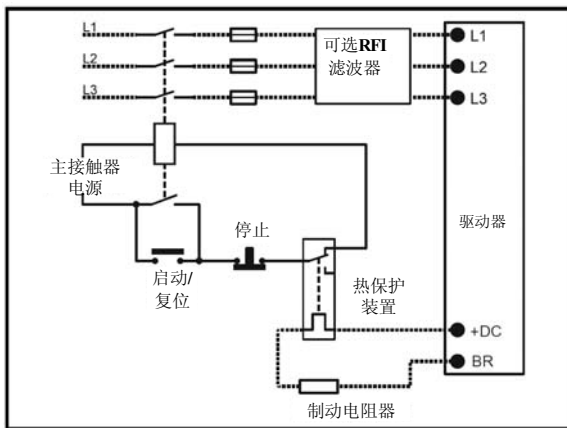 L1
可选RFI
滤波器
L1
L2
L2
L3
L3
主接触器
电源
驱动器
停止
启动/
复位
热保护
装置
+DC
BR
制动电阻器